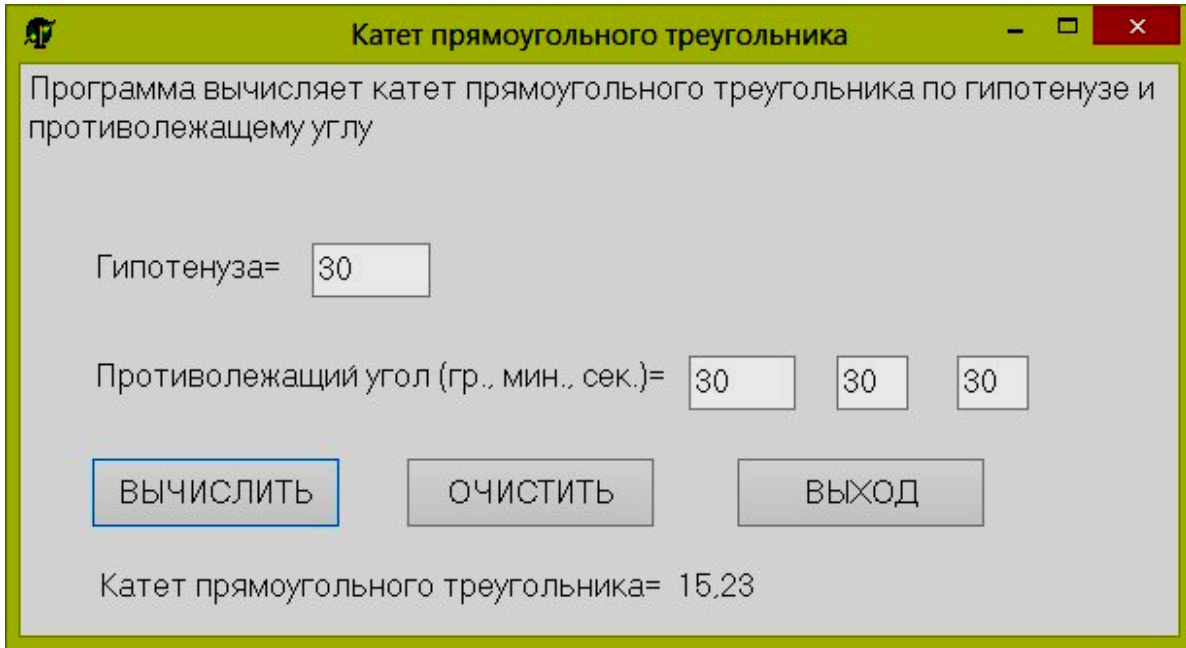 Катет прямоугольного треугольника
Программа вычисляет катет прямоугольного треугольника по гипотенузе и
противолежащему углу
Гипотенуза= 30
Противолежащий угол (гр., мин., сек.)= 30 30 30
ВЫЧИСЛИТЬ ОЧИСТИТЬ ВЫХОД
Катет прямоугольного треугольника= 15,23